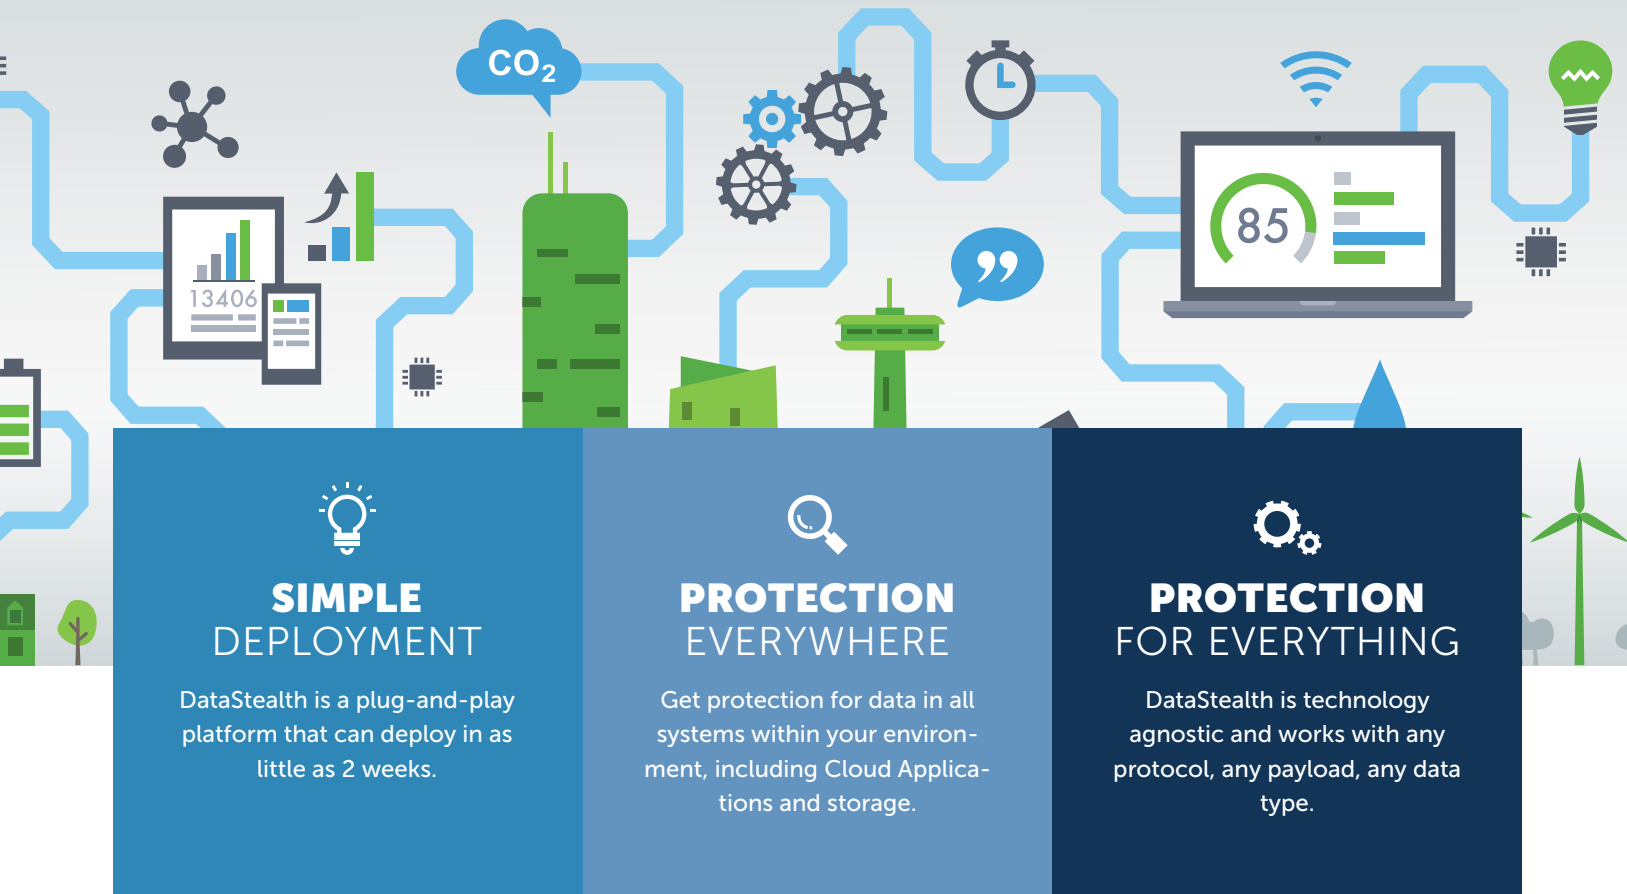 CO2
85
13406
SIMPLE
DEPLOYMENT
DataStealth is a plug-and-play
platform that can deploy in as
little as 2 weeks.
PROTECTION
EVERYWHERE
Get protection for data in all
systems within your environ-
ment, including Cloud Applica-
tions and storage.
PROTECTION
FOR EVERYTHING
DataStealth is technology
agnostic and works with any
protocol, any payload, any data
type.